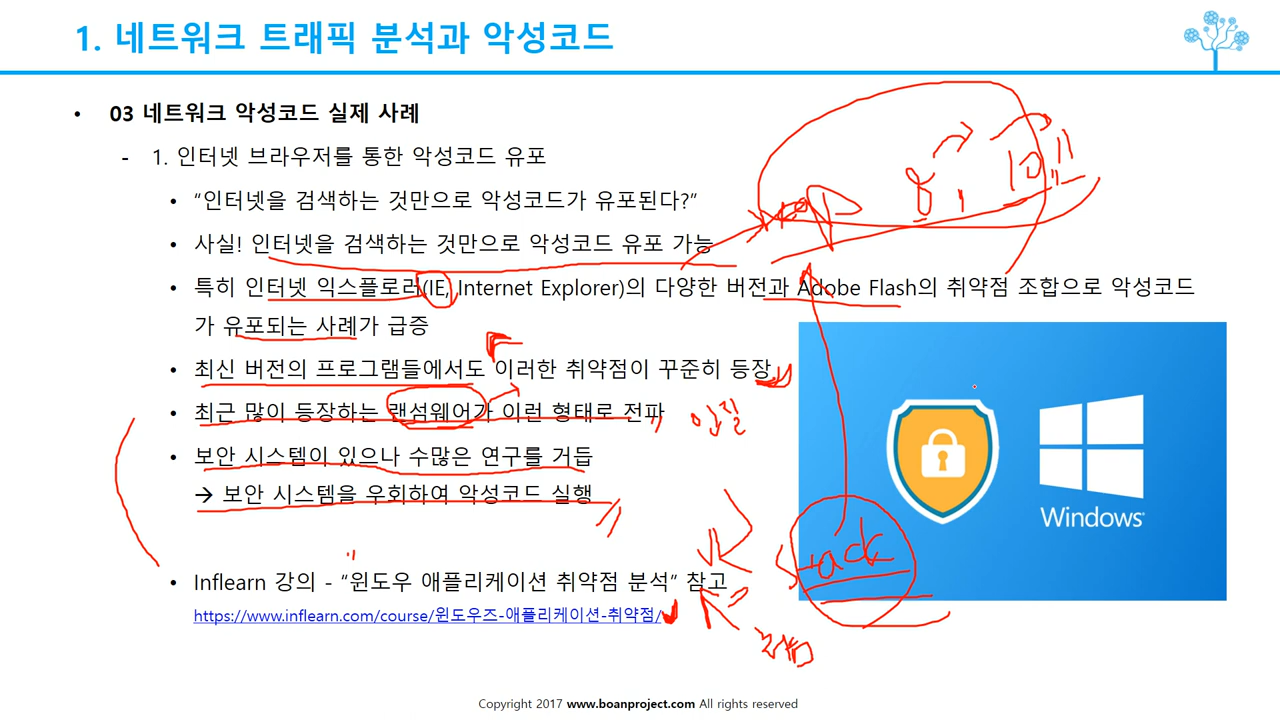 1. 네트워크 트래픽 분석과 악성코드
• 03 네트워크 악성코드 실제 사례
- 1. 인터넷 브라우저를 통한 악성코드 유포
• “인터넷을 검색하는 것만으로 악성코드가 유포된다?”
• 사실! 인터넷을 검색하는 것만으로 악성코드 유포 가능
• 특히 인터넷 익스플로러(IE, Internet Explorer)의 다양한 버전과 Adobe Flash의 취약점 조합으로 악성코드
가 유포되는 사례가 급증
• 최신 버전의 프로그램들에서도 이러한 취약점이 꾸준히 등장
• 최근 많이 등장하는 랜섬웨어가 이런 형태로 전파
• 보안 시스템이 있으나 수많은 연구를 거듭
→ 보안 시스템을 우회하여 악성코드 실행
Windows
stack
• Inflearn 강의 - “윈도우 애플리케이션 취약점 분석” 참고
https://www.inflearn.com/course/윈도우즈-애플리케이션-취약점/
Copyright 2017 www.boanproject.com All rights reserved